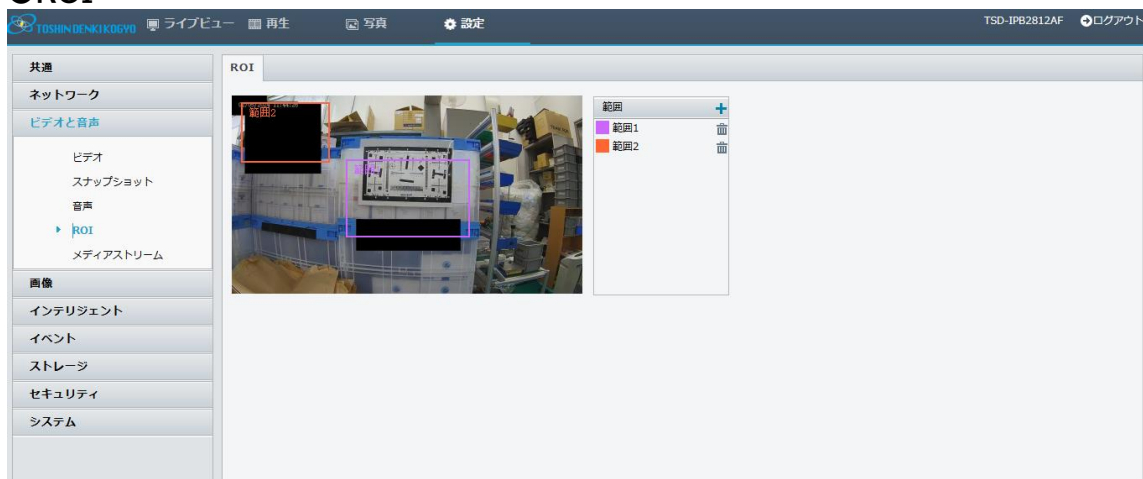 TOSHIN DENKI KOGYO ライブビュー 再生 写真 設定 TSD-IPB2812AF ログアウト
共通
ネットワーク
ビデオと音声
ビデオ
スナップショット
音声
ROI
メディアストリーム
画像
インテリジェント
イベント
ストレージ
セキュリティ
システム
ROI
範囲2
範囲
範囲1
範囲2